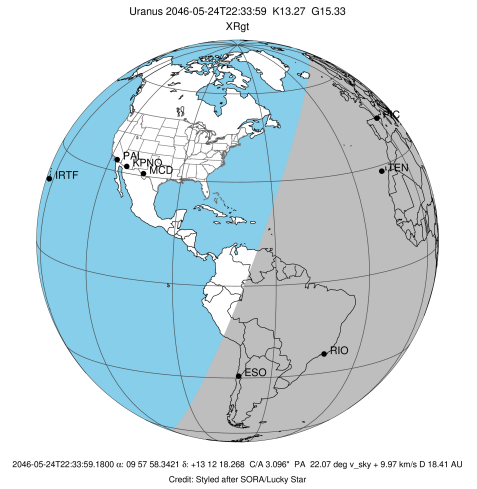 Uranus 2046-05-24T22:33:59 K13.27 G15.33
XRgt
PIC
PAL
KPNO
MCD
TEN
IRTF
RIO
ESO
2046-05-24T22:33:59.1800 α: 09 57 58.3421 δ: +13 12 18.268 C/A 3.096" PA 22.07 deg v_sky + 9.97 km/s D 18.41 AU
Credit: Styled after SORA/Lucky Star